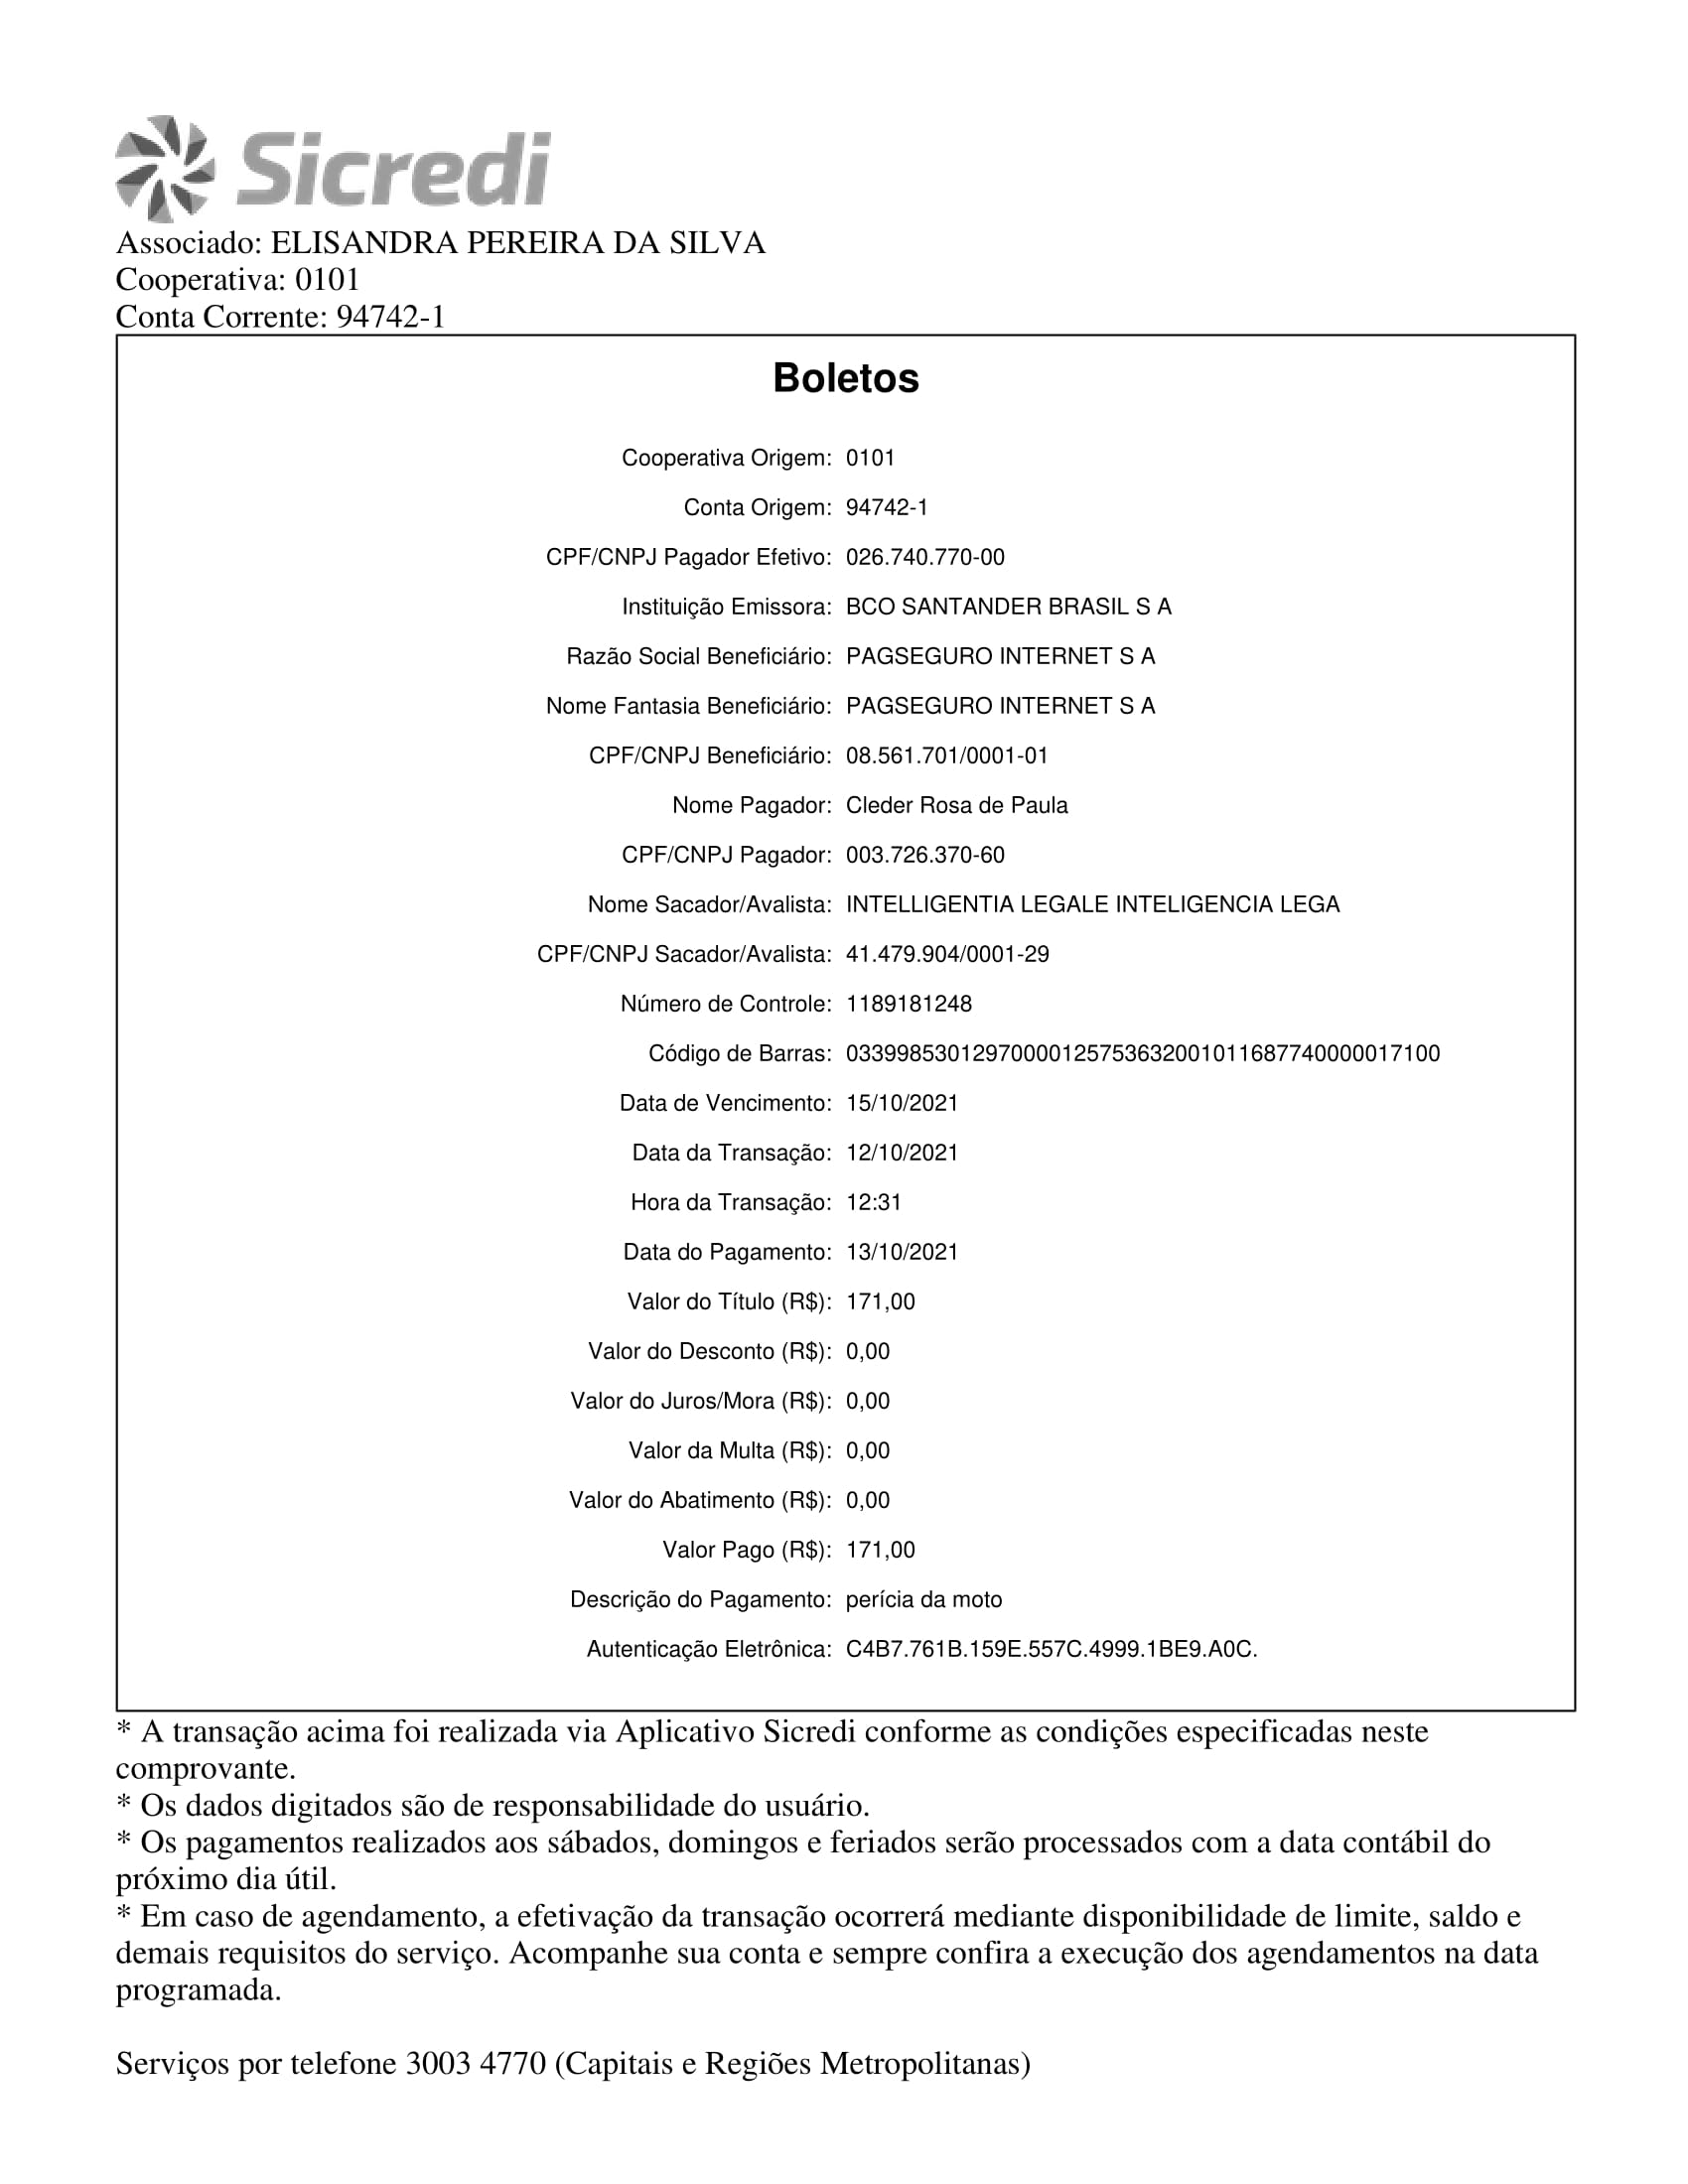 Sicredi
Associado: ELISANDRA PEREIRA DA SILVA
Cooperativa: 0101
Conta Corrente: 94742-1
Boletos
Cooperativa Origem: 0101
Conta Origem: 94742-1
CPF/CNPJ Pagador Efetivo: 026.740.770-00
Instituição Emissora: BCO SANTANDER BRASIL S A
Razão Social Beneficiário: PAGSEGURO INTERNET S A
Nome Fantasia Beneficiário: PAGSEGURO INTERNET S A
CPF/CNPJ Beneficiário: 08.561.701/0001-01
Nome Pagador: Cleder Rosa de Paula
CPF/CNPJ Pagador: 003.726.370-60
Nome Sacador/Avalista: INTELLIGENTIA LEGALE INTELIGENCIA LEGA
CPF/CNPJ Sacador/Avalista: 41.479.904/0001-29
Número de Controle: 1189181248
Código de Barras: 03399853012970000125753632001011687740000017100
Data de Vencimento: 15/10/2021
Data da Transação: 12/10/2021
Hora da Transação: 12:31
Data do Pagamento: 13/10/2021
Valor do Título (R$): 171,00
Valor do Desconto (R$): 0,00
Valor do Juros/Mora (R$): 0,00
Valor da Multa (R$): 0,00
Valor do Abatimento (R$): 0,00
Valor Pago (R$): 171,00
Descrição do Pagamento: perícia da moto
Autenticação Eletrônica: C4B7.761B.159E.557C.4999.1BE9.A0C.
* A transação acima foi realizada via Aplicativo Sicredi conforme as condições especificadas neste
comprovante.
* Os dados digitados são de responsabilidade do usuário.
* Os pagamentos realizados aos sábados, domingos e feriados serão processados com a data contábil do
próximo dia útil.
* Em caso de agendamento, a efetivação da transação ocorrerá mediante disponibilidade de limite, saldo e
demais requisitos do serviço. Acompanhe sua conta e sempre confira a execução dos agendamentos na data
programada.
Serviços por telefone 3003 4770 (Capitais e Regiões Metropolitanas)